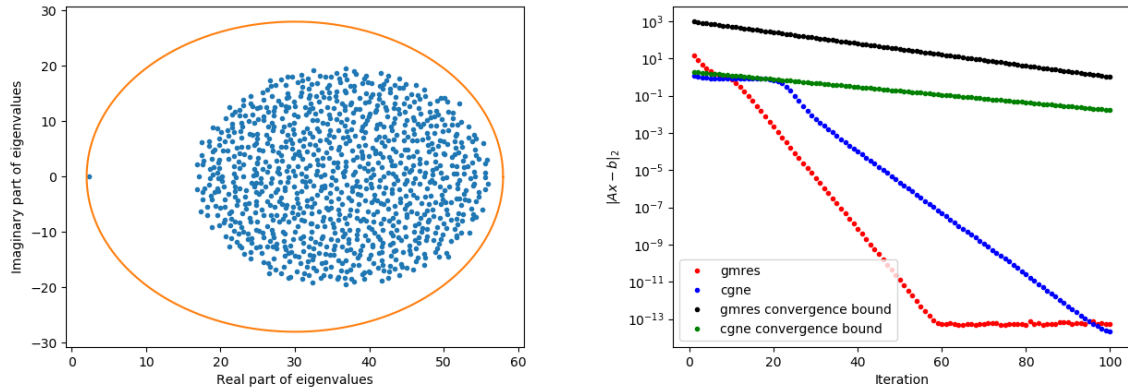 30
20
10
0
-10
-20
-30
0 10 20 30 40 50 60
Imaginary part of eigenvalues
Real part of eigenvalues
10³
10¹
10⁻¹
10⁻³
10⁻⁵
10⁻⁷
10⁻⁹
10⁻¹¹
10⁻¹³
0 20 40 60 80 100
|Ax − b|₂
Iteration
gmres
cgne
gmres convergence bound
cgne convergence bound